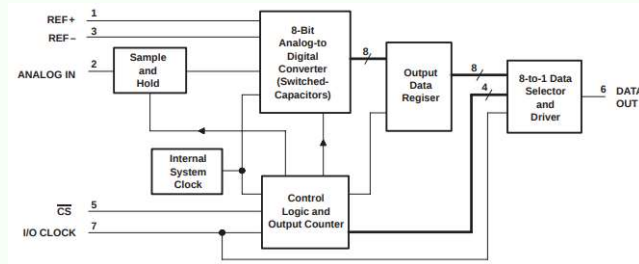 REF+
1
REF–
3
ANALOG IN
2
Sample
and
Hold
8-Bit
Analog-to
Digital
Converter
(Switched-
Capacitors)
8
Output
Data
Regiser
8
4
8-to-1 Data
Selector
and
Driver
6
DATA
OUT
Internal
System
Clock
Control
Logic and
Output Counter
CS
5
I/O CLOCK
7